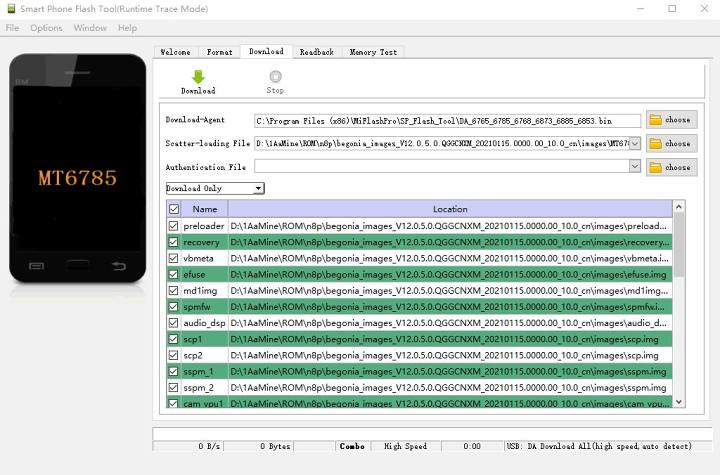 Smart Phone Flash Tool(Runtime Trace Mode)
File Options Window Help
Welcome Format Download Readback Memory Test
Download Stop
BM
MT6785
Download-Agent C:\Program Files (x86)\MiFlashPro\SP_Flash_Tool\DA_6765_6785_6768_6873_6885_6853.bin choose
Scatter-loading File D:\1AaMine\ROM\n8p\begonia_images_V12.0.5.0.QGGCNXM_20210115.0000.00_10.0_cn\images\MT678 choose
Authentication File choose
Download Only
Name Location
preloader D:\1AaMine\ROM\n8p\begonia_images_V12.0.5.0.QGGCNXM_20210115.0000.00_10.0_cn\images\preload...
recovery D:\1AaMine\ROM\n8p\begonia_images_V12.0.5.0.QGGCNXM_20210115.0000.00_10.0_cn\images\recovery...
vbmeta D:\1AaMine\ROM\n8p\begonia_images_V12.0.5.0.QGGCNXM_20210115.0000.00_10.0_cn\images\vbmeta.i...
efuse D:\1AaMine\ROM\n8p\begonia_images_V12.0.5.0.QGGCNXM_20210115.0000.00_10.0_cn\images\efuse.img
md1img D:\1AaMine\ROM\n8p\begonia_images_V12.0.5.0.QGGCNXM_20210115.0000.00_10.0_cn\images\md1img...
spmfw D:\1AaMine\ROM\n8p\begonia_images_V12.0.5.0.QGGCNXM_20210115.0000.00_10.0_cn\images\spmfw.i...
audio_dsp D:\1AaMine\ROM\n8p\begonia_images_V12.0.5.0.QGGCNXM_20210115.0000.00_10.0_cn\images\audio_d...
scp1 D:\1AaMine\ROM\n8p\begonia_images_V12.0.5.0.QGGCNXM_20210115.0000.00_10.0_cn\images\scp.img
scp2 D:\1AaMine\ROM\n8p\begonia_images_V12.0.5.0.QGGCNXM_20210115.0000.00_10.0_cn\images\scp.img
sspm_1 D:\1AaMine\ROM\n8p\begonia_images_V12.0.5.0.QGGCNXM_20210115.0000.00_10.0_cn\images\sspm.img
sspm_2 D:\1AaMine\ROM\n8p\begonia_images_V12.0.5.0.QGGCNXM_20210115.0000.00_10.0_cn\images\sspm.img
cam_vpu1 D:\1AaMine\ROM\n8p\begonia_images_V12.0.5.0.QGGCNXM_20210115.0000.00_10.0_cn\images\cam_vpu...
0 B/s 0 Bytes Combo High Speed 0:00 USB: DA Download All(high speed,auto detect)